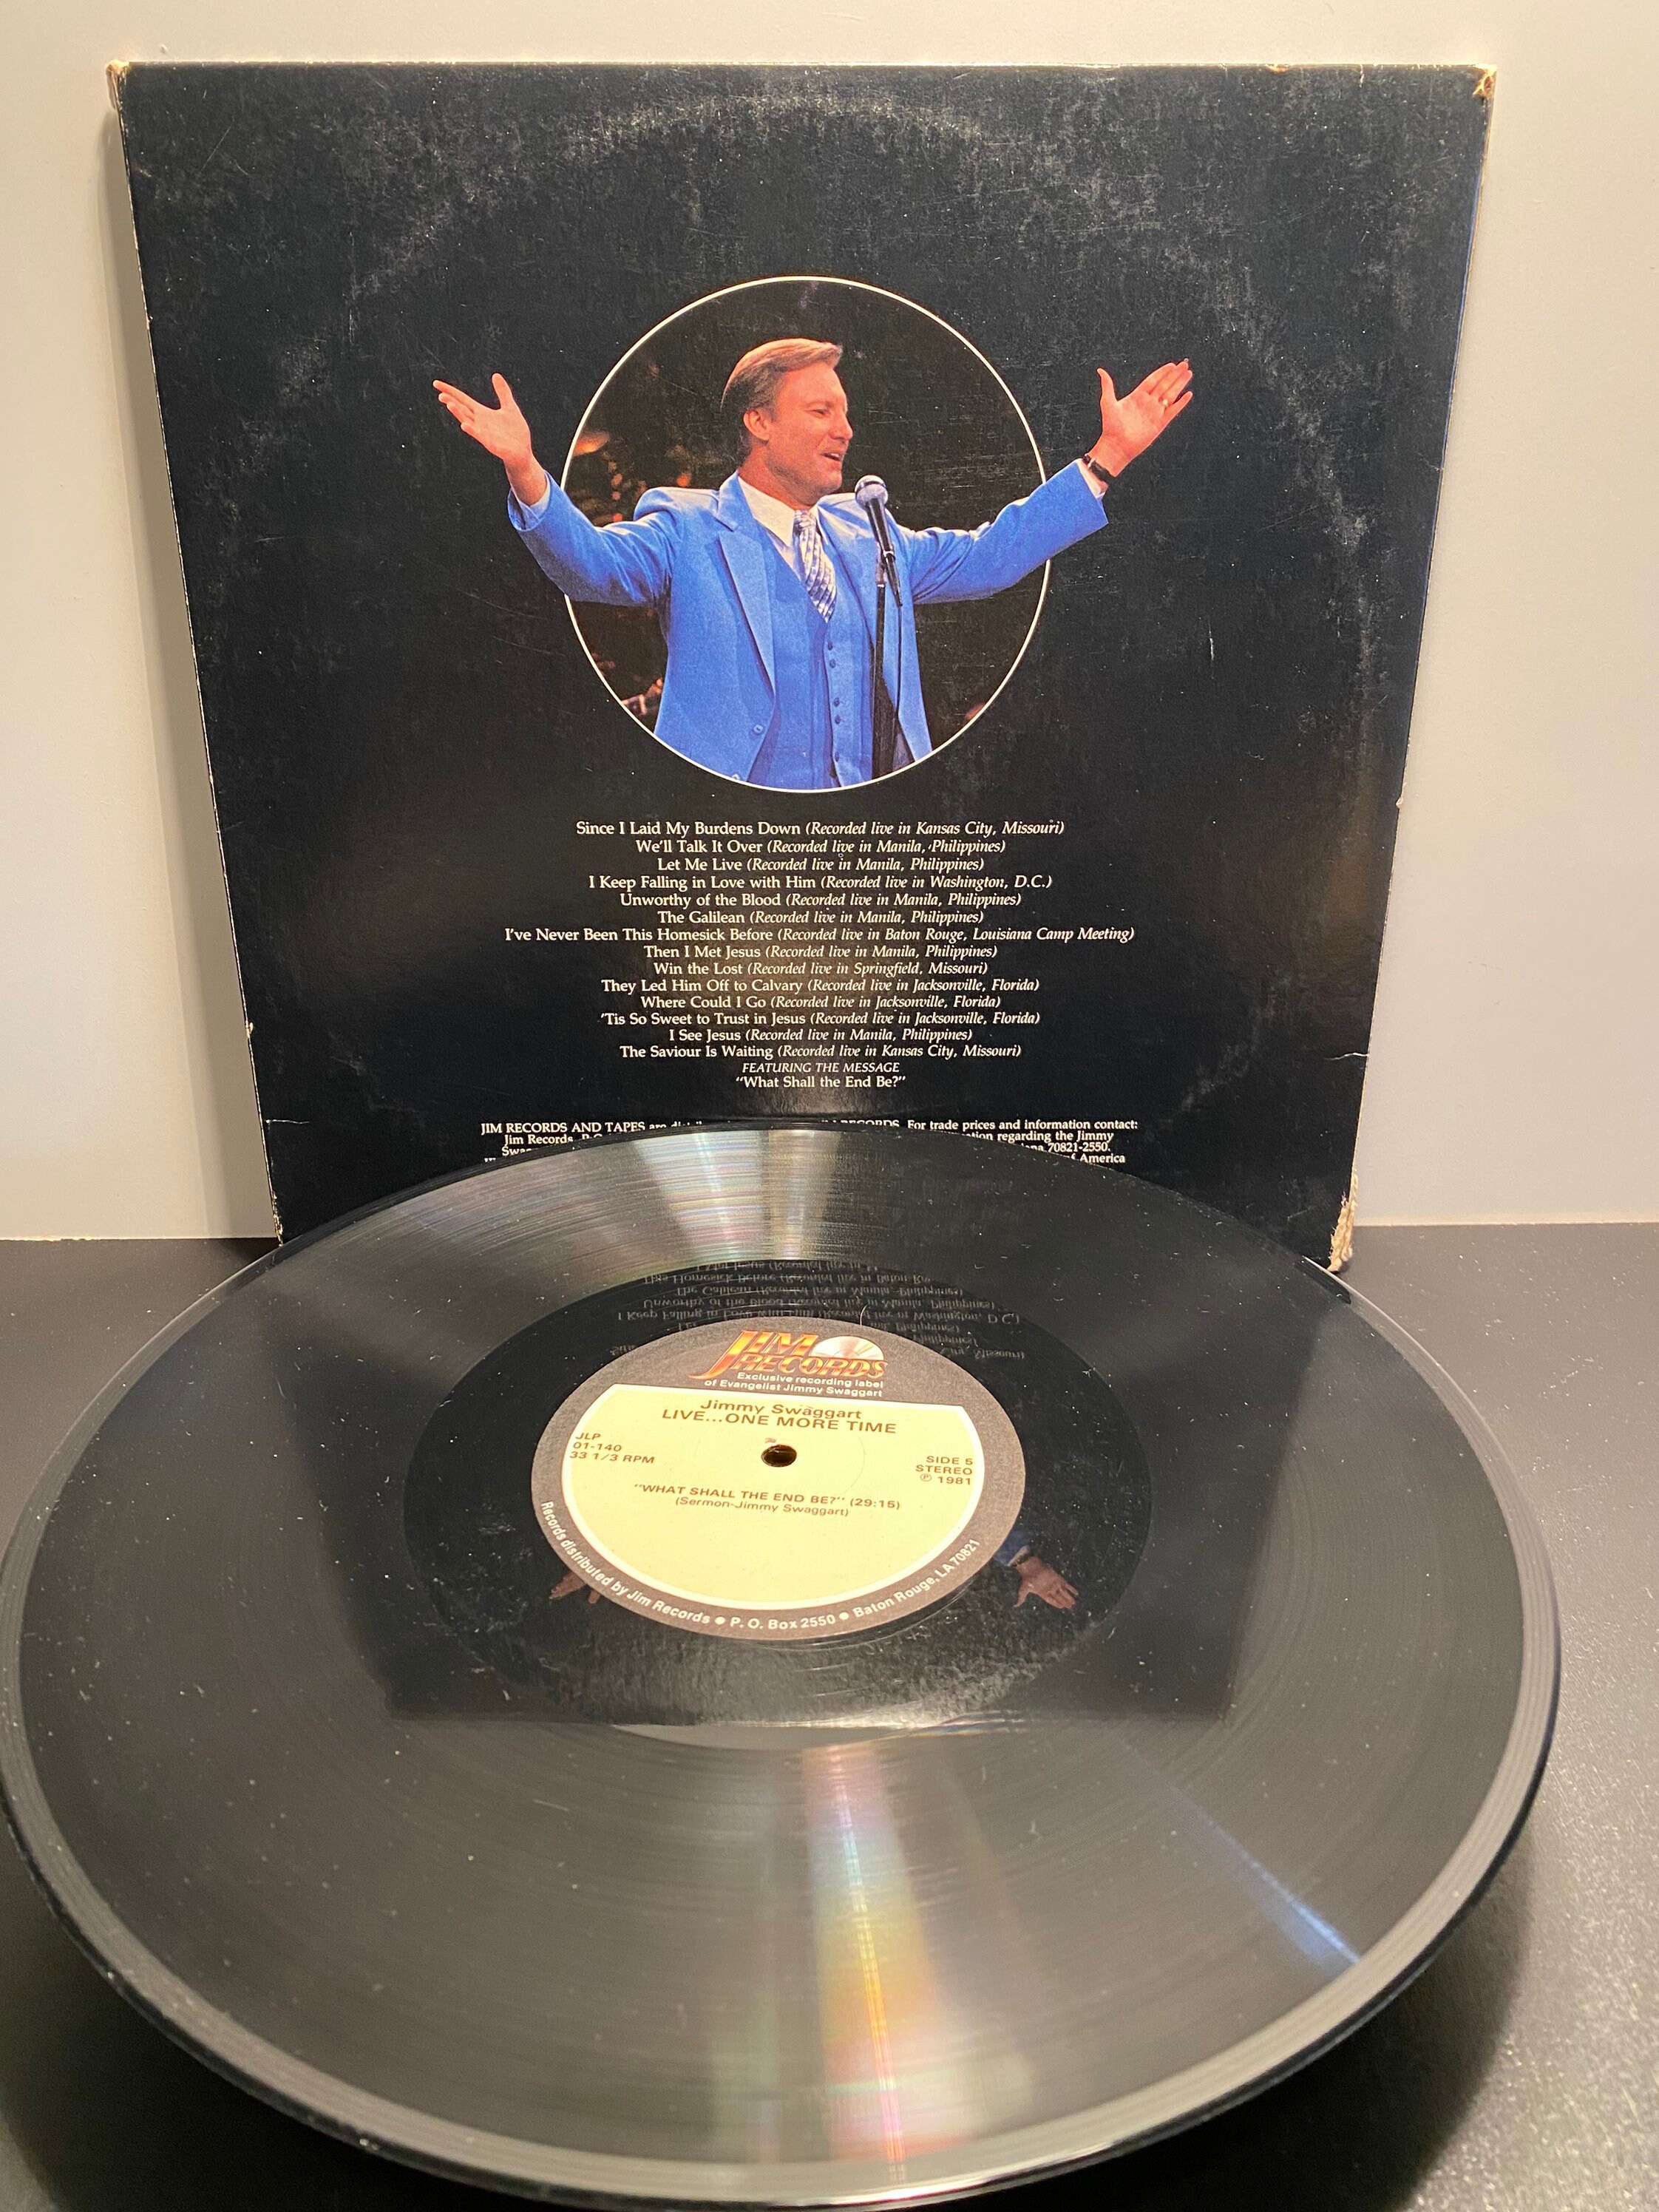 Since I Laid My Burdens Down (Recorded live in Kansas City, Missouri)
We'll Talk It Over (Recorded live in Manila, Philippines)
Let Me Live (Recorded live in Manila, Philippines)
I Keep Falling in Love with Him (Recorded live in Washington, D.C.)
Unworthy of the Blood (Recorded live in Manila, Philippines)
The Galilean (Recorded live in Manila, Philippines)
I've Never Been This Homesick Before (Recorded live in Baton Rouge, Louisiana Camp Meeting)
Then I Met Jesus (Recorded live in Manila, Philippines)
Win the Lost (Recorded live in Springfield, Missouri)
They Led Him Off to Calvary (Recorded live in Jacksonville, Florida)
Where Could I Go (Recorded live in Jacksonville, Florida)
'Tis So Sweet to Trust in Jesus (Recorded live in Jacksonville, Florida)
I See Jesus (Recorded live in Manila, Philippines)
The Saviour Is Waiting (Recorded live in Kansas City, Missouri)
FEATURING THE MESSAGE
"What Shall the End Be?"
JIM RECORDS AND TAPES are RECORDS. For trade prices and information contact:
Jim Records, regarding the Jimmy
70821-2550.
of America
JIM
RECORDS
Exclusive recording label
of Evangelist Jimmy Swaggart
Jimmy Swaggart
LIVE...ONE MORE TIME
JLP
01-140
33 1/3 RPM
SIDE 5
STEREO
℗ 1981
"WHAT SHALL THE END BE?" (29:15)
(Sermon-Jimmy Swaggart)
Records distributed by Jim Records ● P. O. Box 2550 ● Baton Rouge, LA 70821